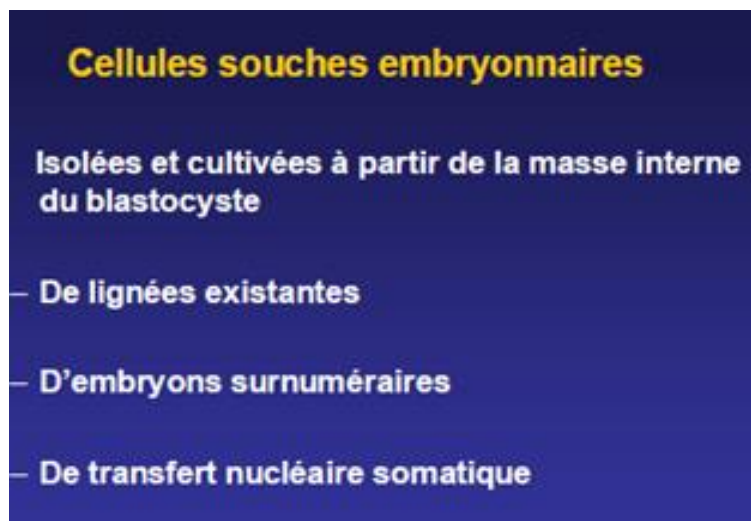 Cellules souches embryonnaires
Isolées et cultivées à partir de la masse interne
du blastocyste
– De lignées existantes
– D’embryons surnuméraires
– De transfert nucléaire somatique